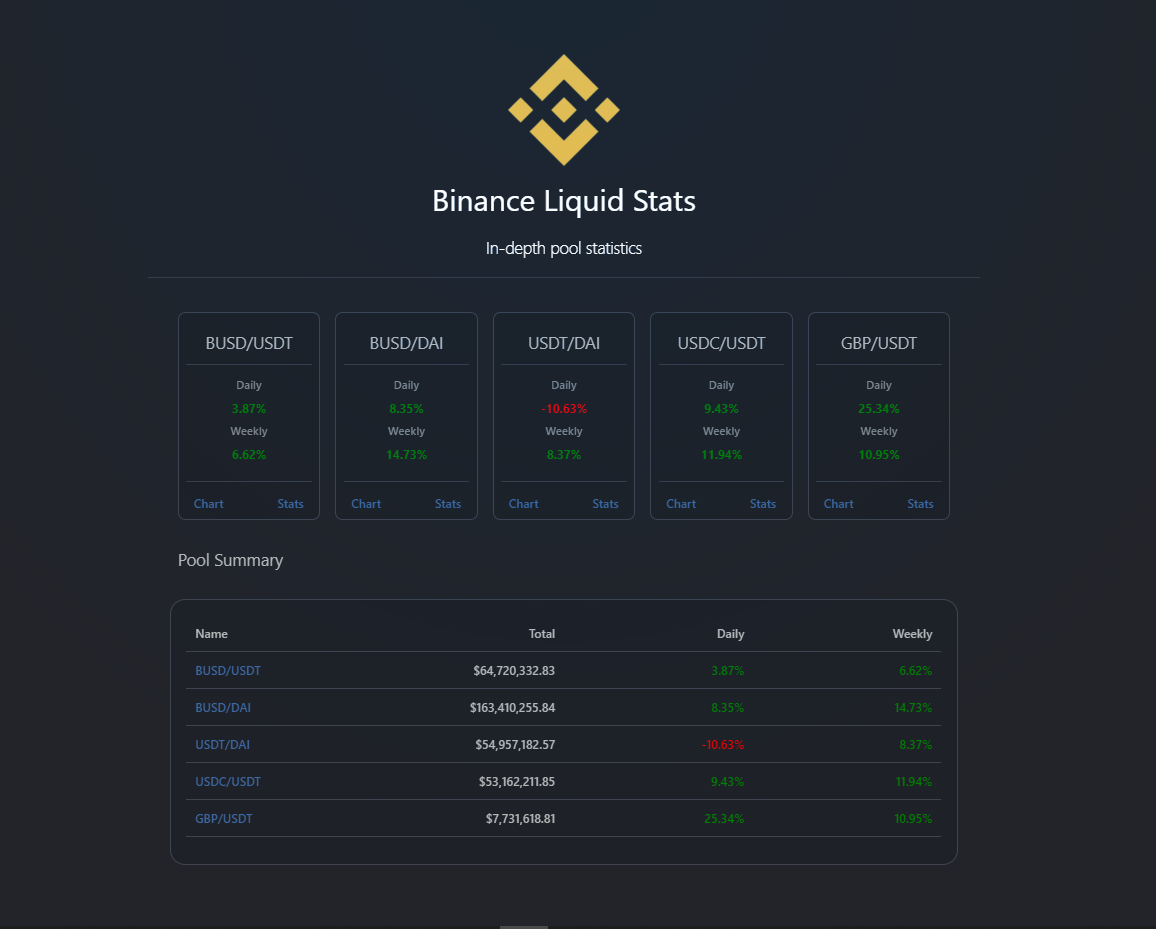 Binance Liquid Stats
In-depth pool statistics
BUSD/USDT BUSD/DAI USDT/DAI USDC/USDT GBP/USDT
Daily Daily Daily Daily Daily
3.87% 8.35% -10.63% 9.43% 25.34%
Weekly Weekly Weekly Weekly Weekly
6.62% 14.73% 8.37% 11.94% 10.95%
Chart Stats Chart Stats Chart Stats Chart Stats Chart Stats
Pool Summary
Name Total Daily Weekly
BUSD/USDT $64,720,332.83 3.87% 6.62%
BUSD/DAI $163,410,255.84 8.35% 14.73%
USDT/DAI $54,957,182.57 -10.63% 8.37%
USDC/USDT $53,162,211.85 9.43% 11.94%
GBP/USDT $7,731,618.81 25.34% 10.95%